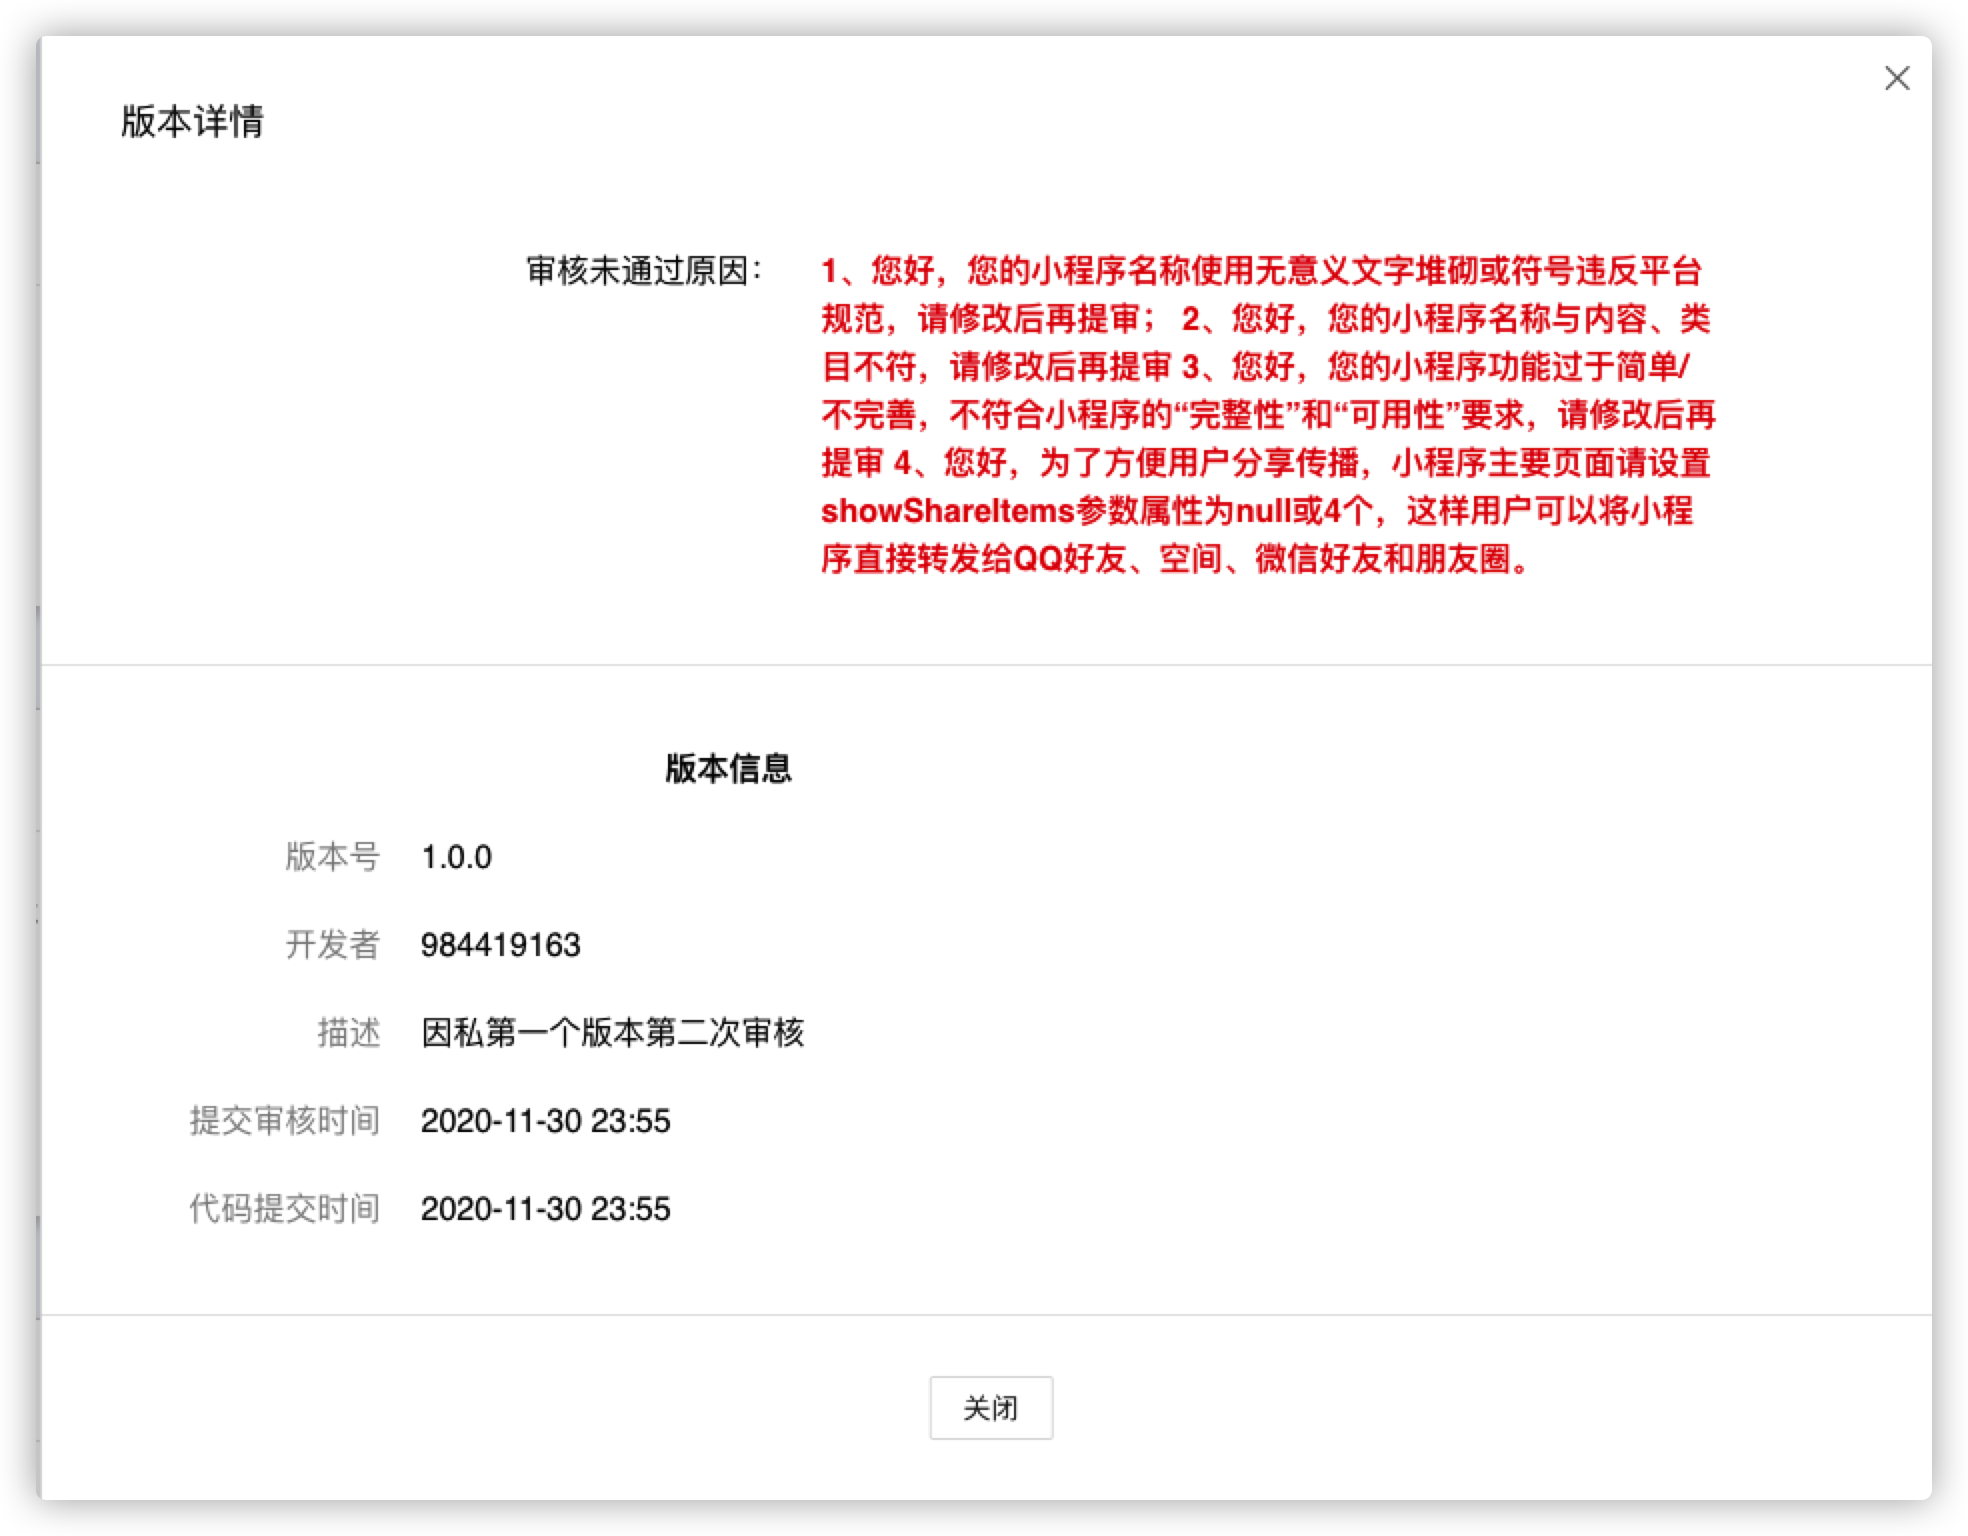 版本详情
审核未通过原因：
1、您好，您的小程序名称使用无意义文字堆砌或符号违反平台
规范，请修改后再提审； 2、您好，您的小程序名称与内容、类
目不符，请修改后再提审 3、您好，您的小程序功能过于简单/
不完善，不符合小程序的“完整性”和“可用性”要求，请修改后再
提审 4、您好，为了方便用户分享传播，小程序主要页面请设置
showShareItems参数属性为null或4个，这样用户可以将小程
序直接转发给QQ好友、空间、微信好友和朋友圈。
版本信息
版本号 1.0.0
开发者 984419163
描述 因私第一个版本第二次审核
提交审核时间 2020-11-30 23:55
代码提交时间 2020-11-30 23:55
关闭